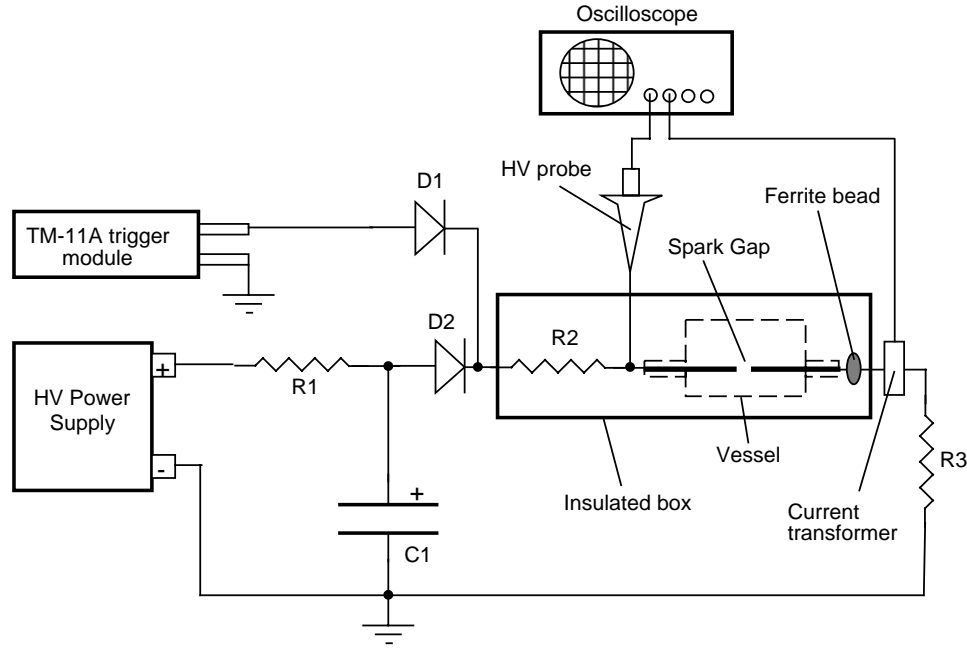 Oscilloscope
HV probe
Ferrite bead
D1
TM-11A trigger
module
Spark Gap
D2
R2
+
R1
HV Power
Supply
-
Vessel
R3
+
Insulated box
Current
transformer
C1